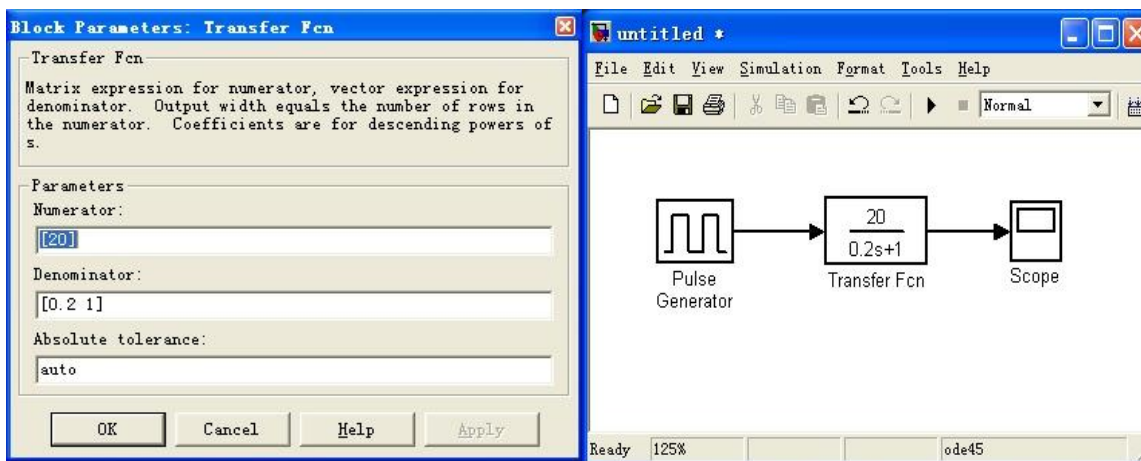 Block Parameters: Transfer Fcn
Transfer Fcn
Matrix expression for numerator, vector expression for
denominator.  Output width equals the number of rows in
the numerator.  Coefficients are for descending powers of
s.
Parameters
Numerator:
[20]
Denominator:
[0.2 1]
Absolute tolerance:
auto
OK
Cancel
Help
Apply
untitled *
File Edit View Simulation Format Tools Help
Normal
20
0.2s+1
Pulse
Generator
Transfer Fcn
Scope
Ready
125%
ode45